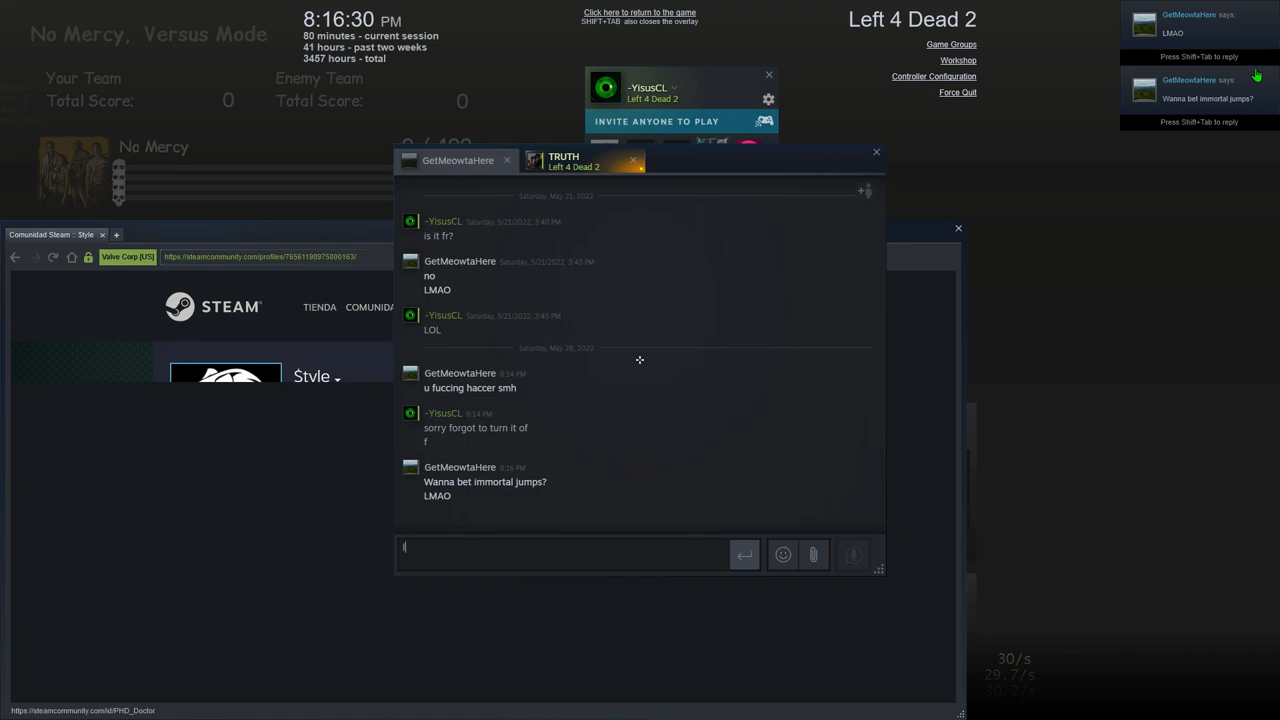 No Mercy, Versus Mode
Your Team
Enemy Team
Total Score:
0
Total Score:
0
No Mercy
8:16:30 PM
80 minutes - current session
41 hours - past two weeks
3457 hours - total
Click here to return to the game
SHIFT+TAB also closes the overlay
Left 4 Dead 2
Game Groups
Workshop
Controller Configuration
Force Quit
GetMeowtaHere says:
LMAO
Press Shift+Tab to reply
GetMeowtaHere says:
Wanna bet immortal jumps?
Press Shift+Tab to reply
-YisusCL
Left 4 Dead 2
INVITE ANYONE TO PLAY
GetMeowtaHere
TRUTH
Left 4 Dead 2
Saturday, May 21, 2022
-YisusCL Saturday, 5/21/2022, 3:40 PM
is it fr?
GetMeowtaHere Saturday, 5/21/2022, 3:43 PM
no
LMAO
-YisusCL Saturday, 5/21/2022, 3:45 PM
LOL
Saturday, May 28, 2022
GetMeowtaHere 8:14 PM
u fuccing haccer smh
-YisusCL 8:14 PM
sorry forgot to turn it of
f
GetMeowtaHere 8:16 PM
Wanna bet immortal jumps?
LMAO
Comunidad Steam :: $tyle
Valve Corp [US]
https://steamcommunity.com/profiles/76561198975800163/
STEAM
TIENDA
COMUNIDA
$tyle
https://steamcommunity.com/id/PHD_Doctor
30/s
29.7/s
30.2/s